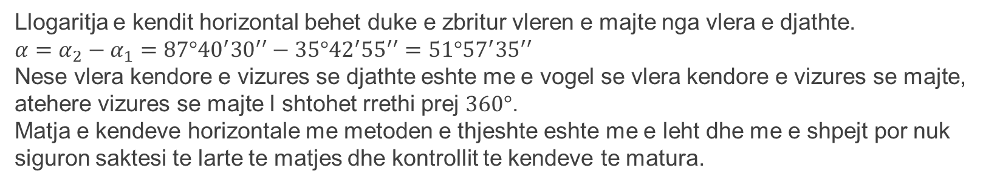 Llogaritja e kendit horizontal behet duke e zbritur vleren e majte nga vlera e djathte.
α = α₂ − α₁ = 87°40′30′′ − 35°42′55′′ = 51°57′35′′
Nese vlera kendore e vizures se djathte eshte me e vogel se vlera kendore e vizures se majte,
atehere vizures se majte I shtohet rrethi prej 360°.
Matja e kendeve horizontale me metoden e thjeshte eshte me e leht dhe me e shpejt por nuk
siguron saktesi te larte te matjes dhe kontrollit te kendeve te matura.